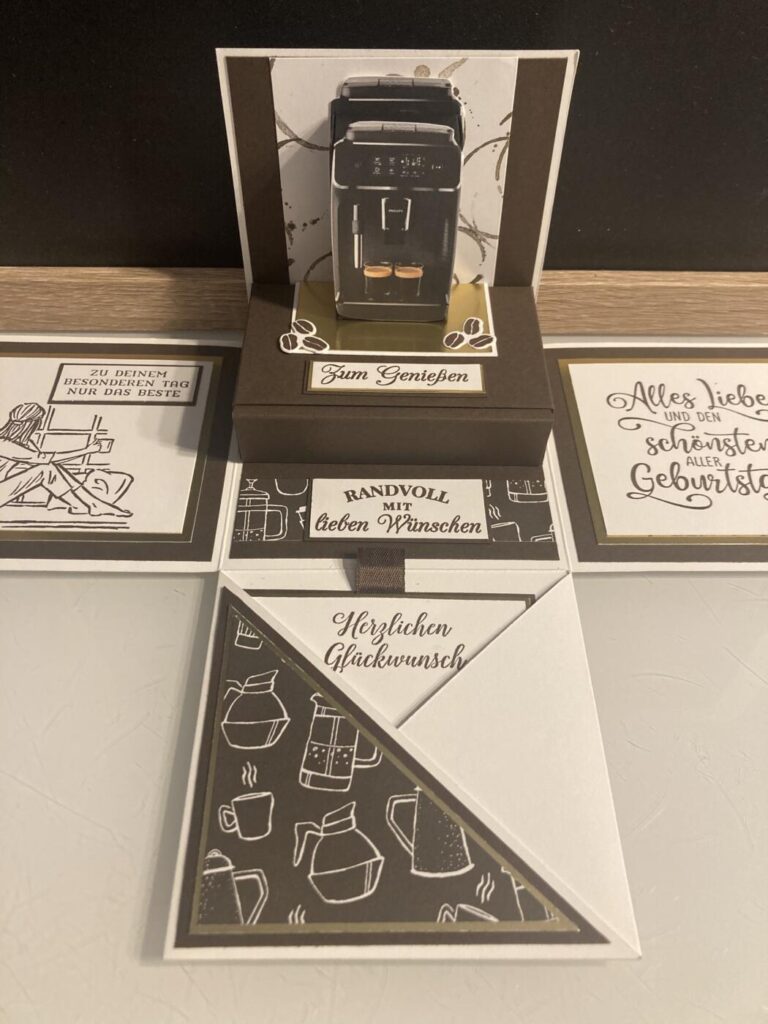 Zum Genießen
ZU DEINEM
BESONDEREN TAG
NUR DAS BESTE
Alles Liebe
UND DEN
schönsten
ALLER
Geburtsta
RANDVOLL
MIT
lieben Wünschen
Herzlichen
Glückwunsch